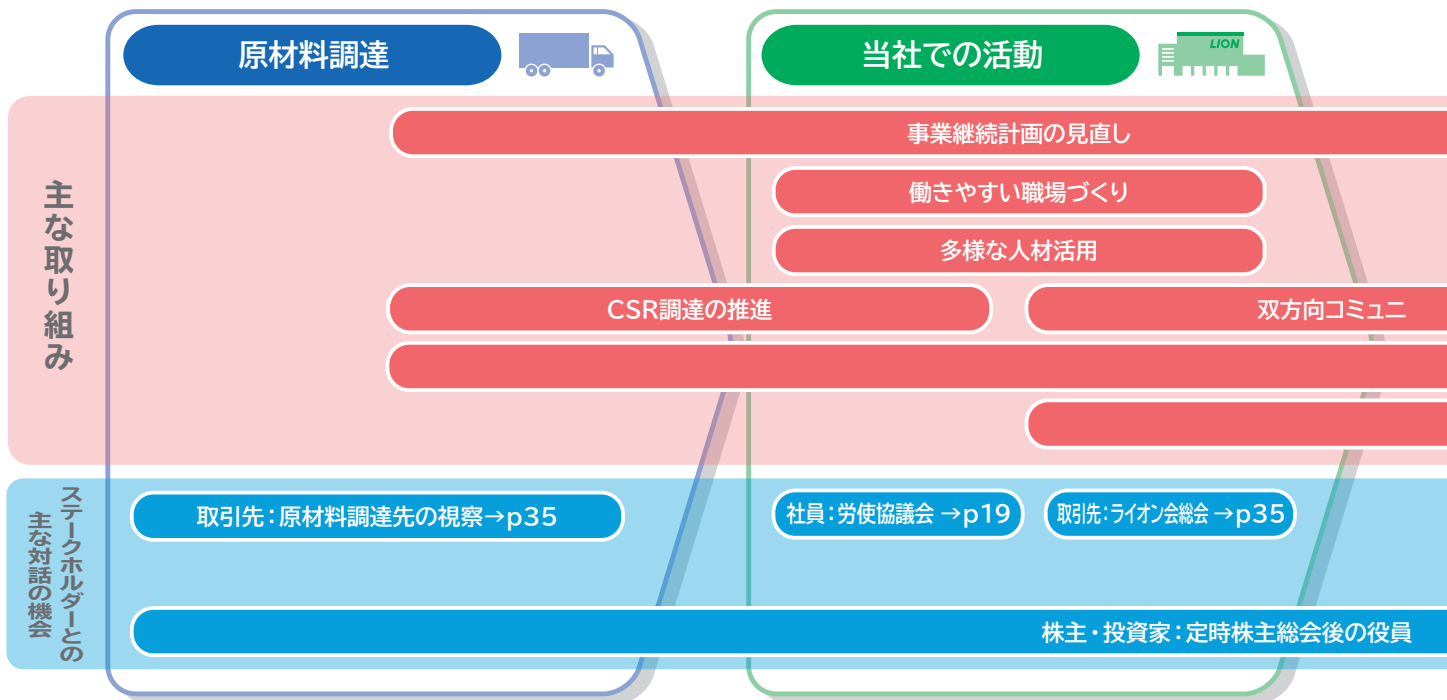 原材料調達
当社での活動
LION
主な取り組み
事業継続計画の見直し
働きやすい職場づくり
多様な人材活用
CSR調達の推進
双方向コミュニ
ステークホルダーとの
主な対話の機会
取引先：原材料調達先の視察→p35
社員：労使協議会 →p19
取引先：ライオン会総会 →p35
株主・投資家：定時株主総会後の役員